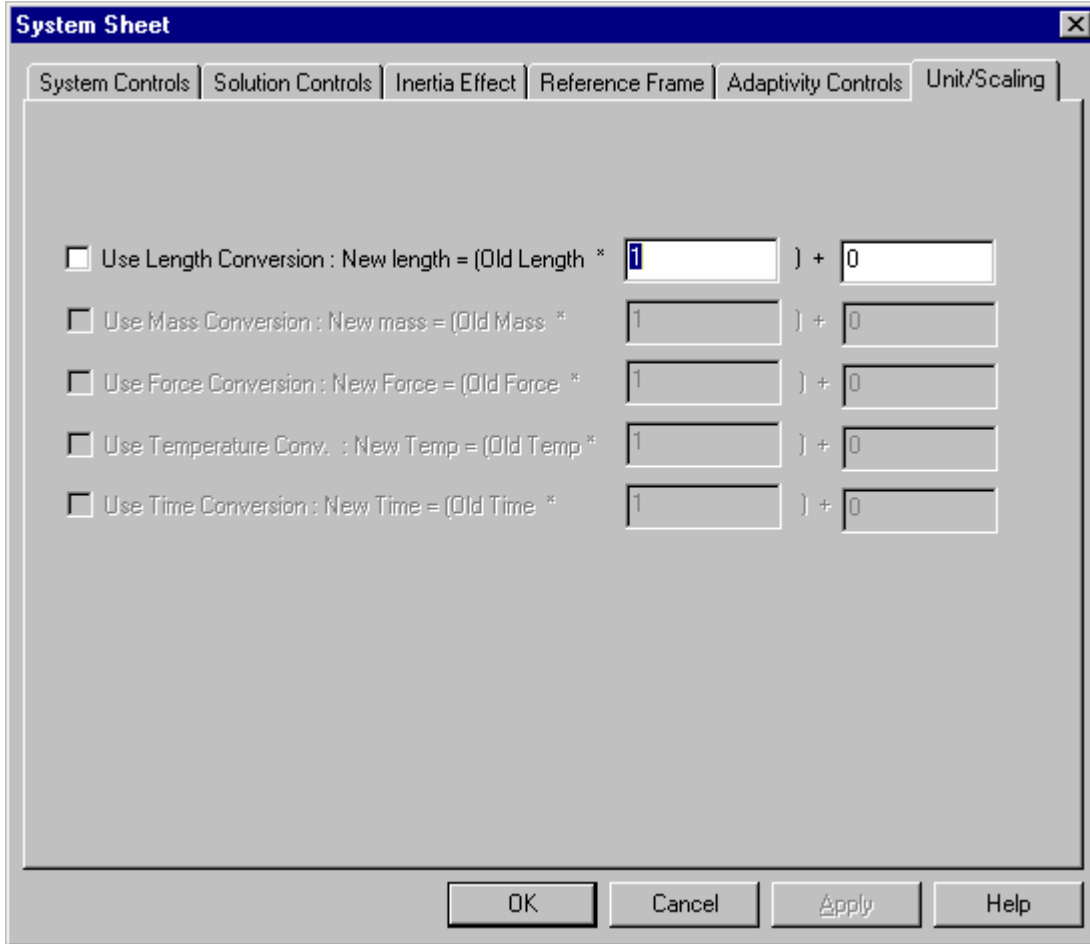 System Sheet
System Controls Solution Controls Inertia Effect Reference Frame Adaptivity Controls Unit/Scaling
Use Length Conversion : New length = (Old Length * 1 ) + 0
Use Mass Conversion : New mass = (Old Mass * 1 ) + 0
Use Force Conversion : New Force = (Old Force * 1 ) + 0
Use Temperature Conv. : New Temp = (Old Temp * 1 ) + 0
Use Time Conversion : New Time = (Old Time * 1 ) + 0
OK Cancel Apply Help